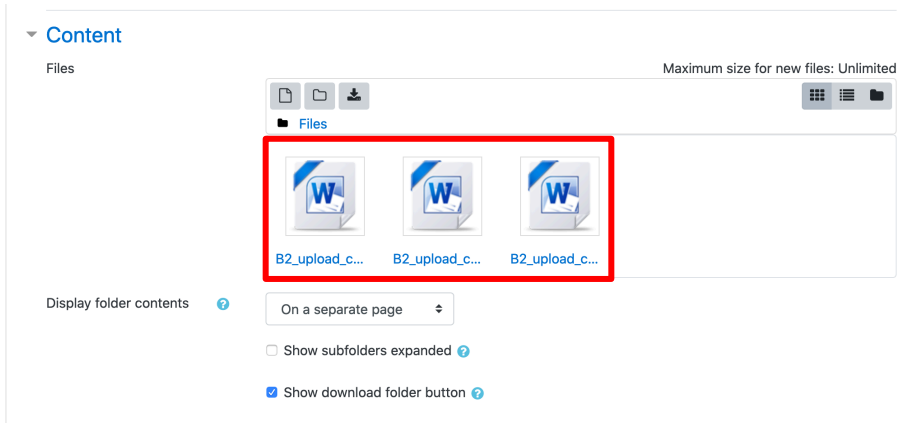 Content
Files
Maximum size for new files: Unlimited
Files
W W W
B2_upload_c... B2_upload_c... B2_upload_c...
Display folder contents ?
On a separate page
Show subfolders expanded ?
Show download folder button ?